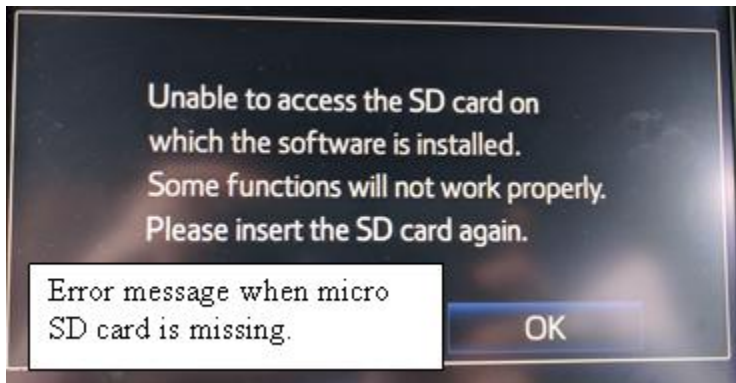 Unable to access the SD card on
which the software is installed.
Some functions will not work properly.
Please insert the SD card again.
Error message when micro
SD card is missing.
OK